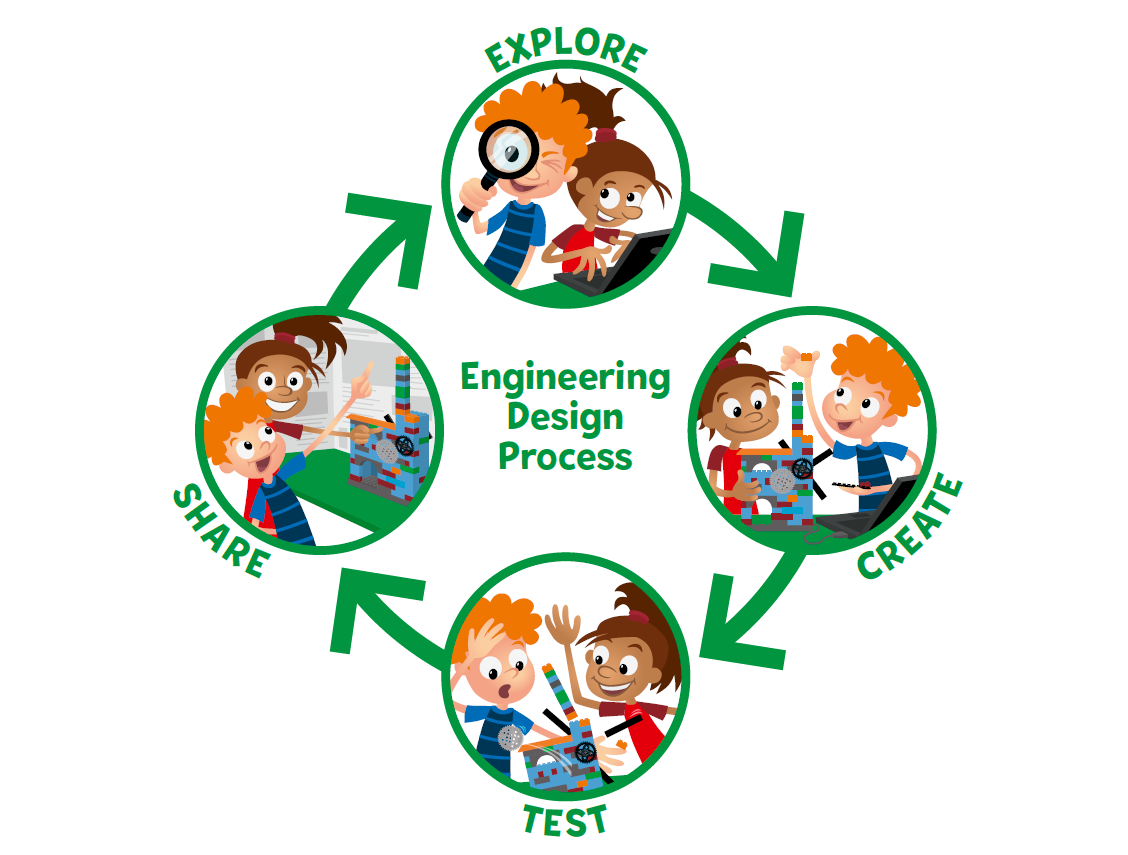 EXPLORE
Engineering
Design
Process
CREATE
TEST
SHARE